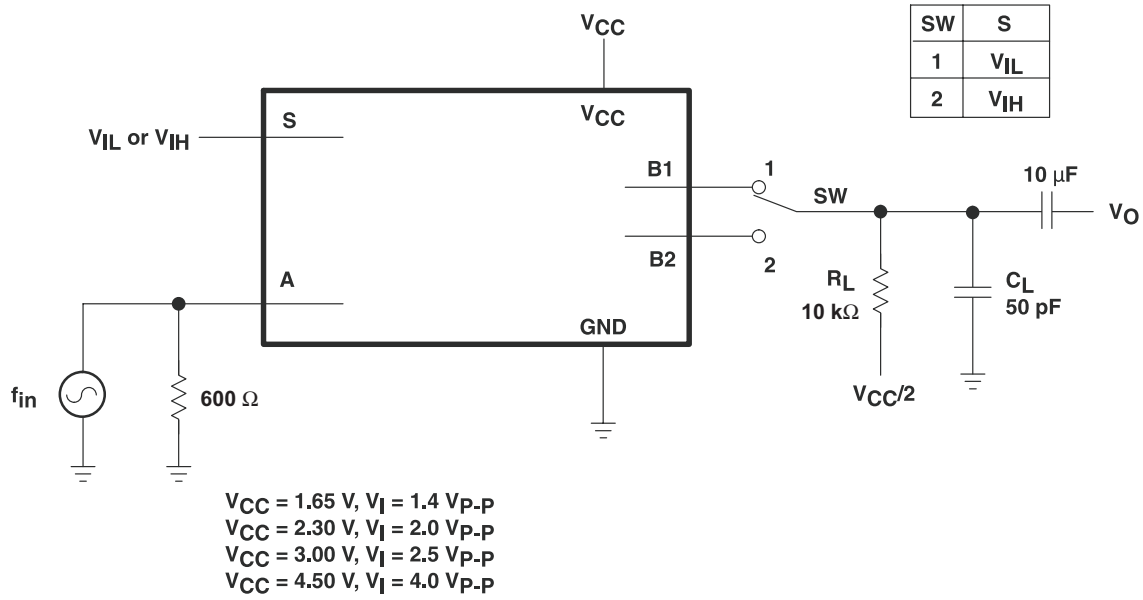 VCC
SW S
1 VIL
2 VIH
VCC
S
VIL or VIH
B1
1
SW
10 µF
VO
B2
2
A
RL
10 kΩ
CL
50 pF
GND
fin
600 Ω
VCC/2
VCC = 1.65 V, VI = 1.4 VP-P
VCC = 2.30 V, VI = 2.0 VP-P
VCC = 3.00 V, VI = 2.5 VP-P
VCC = 4.50 V, VI = 4.0 VP-P